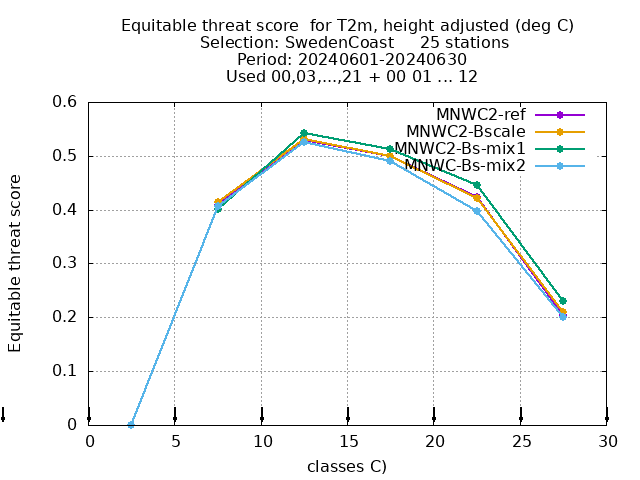 Equitable threat score  for T2m, height adjusted (deg C)
Selection: SwedenCoast     25 stations
Period: 20240601-20240630
Used 00,03,...,21 + 00 01 ... 12
MNWC2-ref
MNWC2-Bscale
MNWC2-Bs-mix1
MNWC-Bs-mix2
Equitable threat score
0.6
0.5
0.4
0.3
0.2
0.1
0
0 5 10 15 20 25 30
classes C)